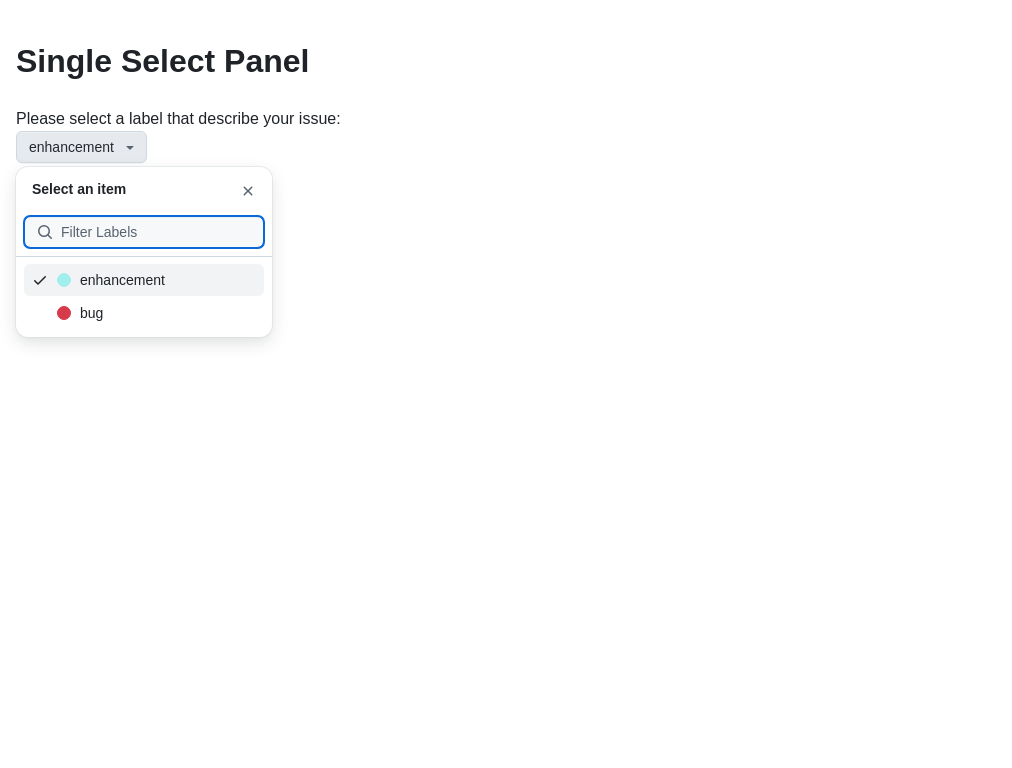 Single Select Panel
Please select a label that describe your issue:
enhancement
Select an item
Filter Labels
enhancement
bug